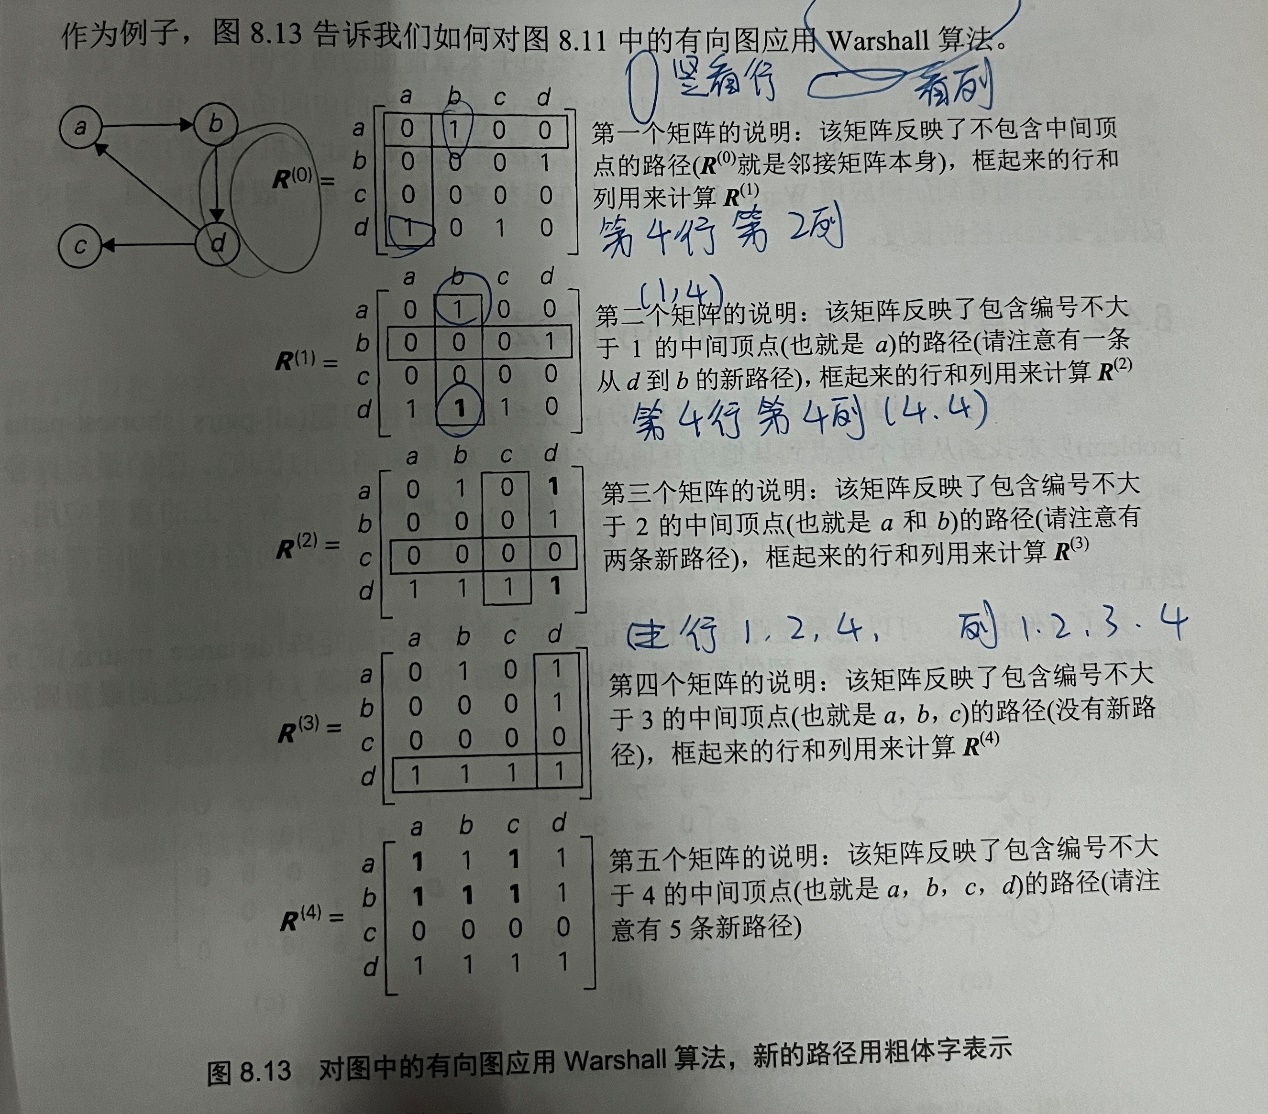 作为例子，图 8.13 告诉我们如何对图 8.11 中的有向图应用 Warshall 算法。
竖看行 看列
a b c d
a 0 1 0 0
b 0 0 0 1
c 0 0 0 0
d 1 0 1 0
R(0) =
第一个矩阵的说明：该矩阵反映了不包含中间顶
点的路径(R(0)就是邻接矩阵本身)，框起来的行和
列用来计算 R(1)
第4行第2列
a b c d
a b c d
a 0 1 0 0
b 0 0 0 1
c 0 0 0 0
d 1 1 1 0
R(1) =
(1,4)
第二个矩阵的说明：该矩阵反映了包含编号不大
于 1 的中间顶点(也就是 a)的路径(请注意有一条
从 d 到 b 的新路径)，框起来的行和列用来计算 R(2)
第4行第4列(4.4)
a b c d
a 0 1 0 1
b 0 0 0 1
c 0 0 0 0
d 1 1 1 1
R(2) =
第三个矩阵的说明：该矩阵反映了包含编号不大
于 2 的中间顶点(也就是 a 和 b)的路径(请注意有
两条新路径)，框起来的行和列用来计算 R(3)
行1,2,4, 列1.2.3.4
a b c d
a 0 1 0 1
b 0 0 0 1
c 0 0 0 0
d 1 1 1 1
R(3) =
第四个矩阵的说明：该矩阵反映了包含编号不大
于 3 的中间顶点(也就是 a，b，c)的路径(没有新路
径)，框起来的行和列用来计算 R(4)
a b c d
a 1 1 1 1
b 1 1 1 1
c 0 0 0 0
d 1 1 1 1
R(4) =
第五个矩阵的说明：该矩阵反映了包含编号不大
于 4 的中间顶点(也就是 a，b，c，d)的路径(请注
意有 5 条新路径)
图 8.13 对图中的有向图应用 Warshall 算法，新的路径用粗体字表示